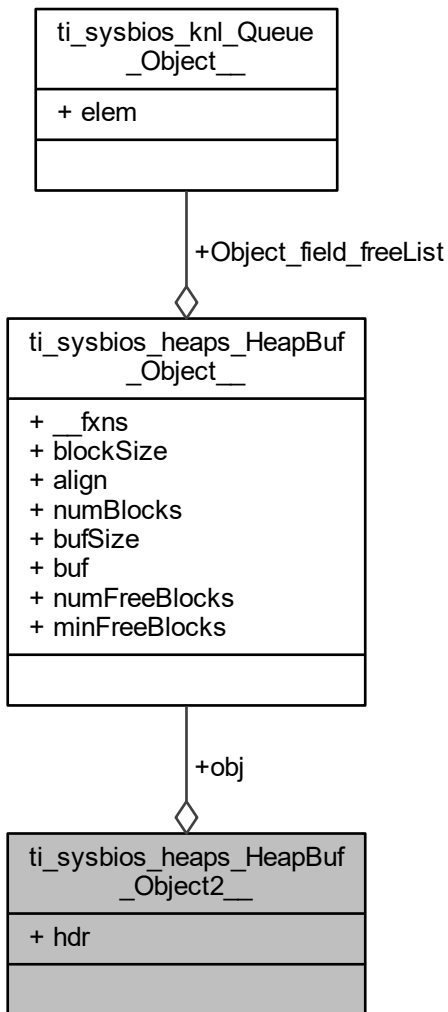 ti_sysbios_knl_Queue
_Object__
+ elem
+Object_field_freeList
ti_sysbios_heaps_HeapBuf
_Object__
+ __fxns
+ blockSize
+ align
+ numBlocks
+ bufSize
+ buf
+ numFreeBlocks
+ minFreeBlocks
+obj
ti_sysbios_heaps_HeapBuf
_Object2__
+ hdr